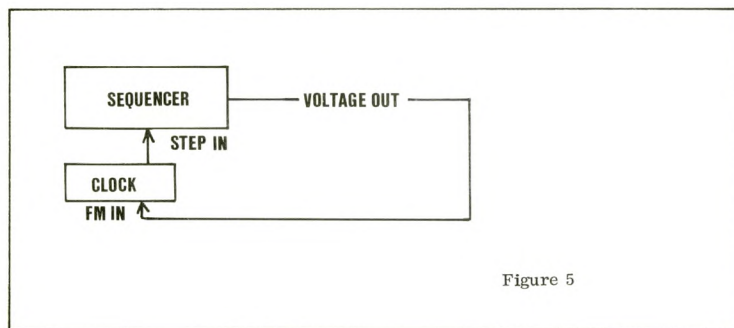 SEQUENCER
VOLTAGE OUT
STEP IN
CLOCK
FM IN
Figure 5